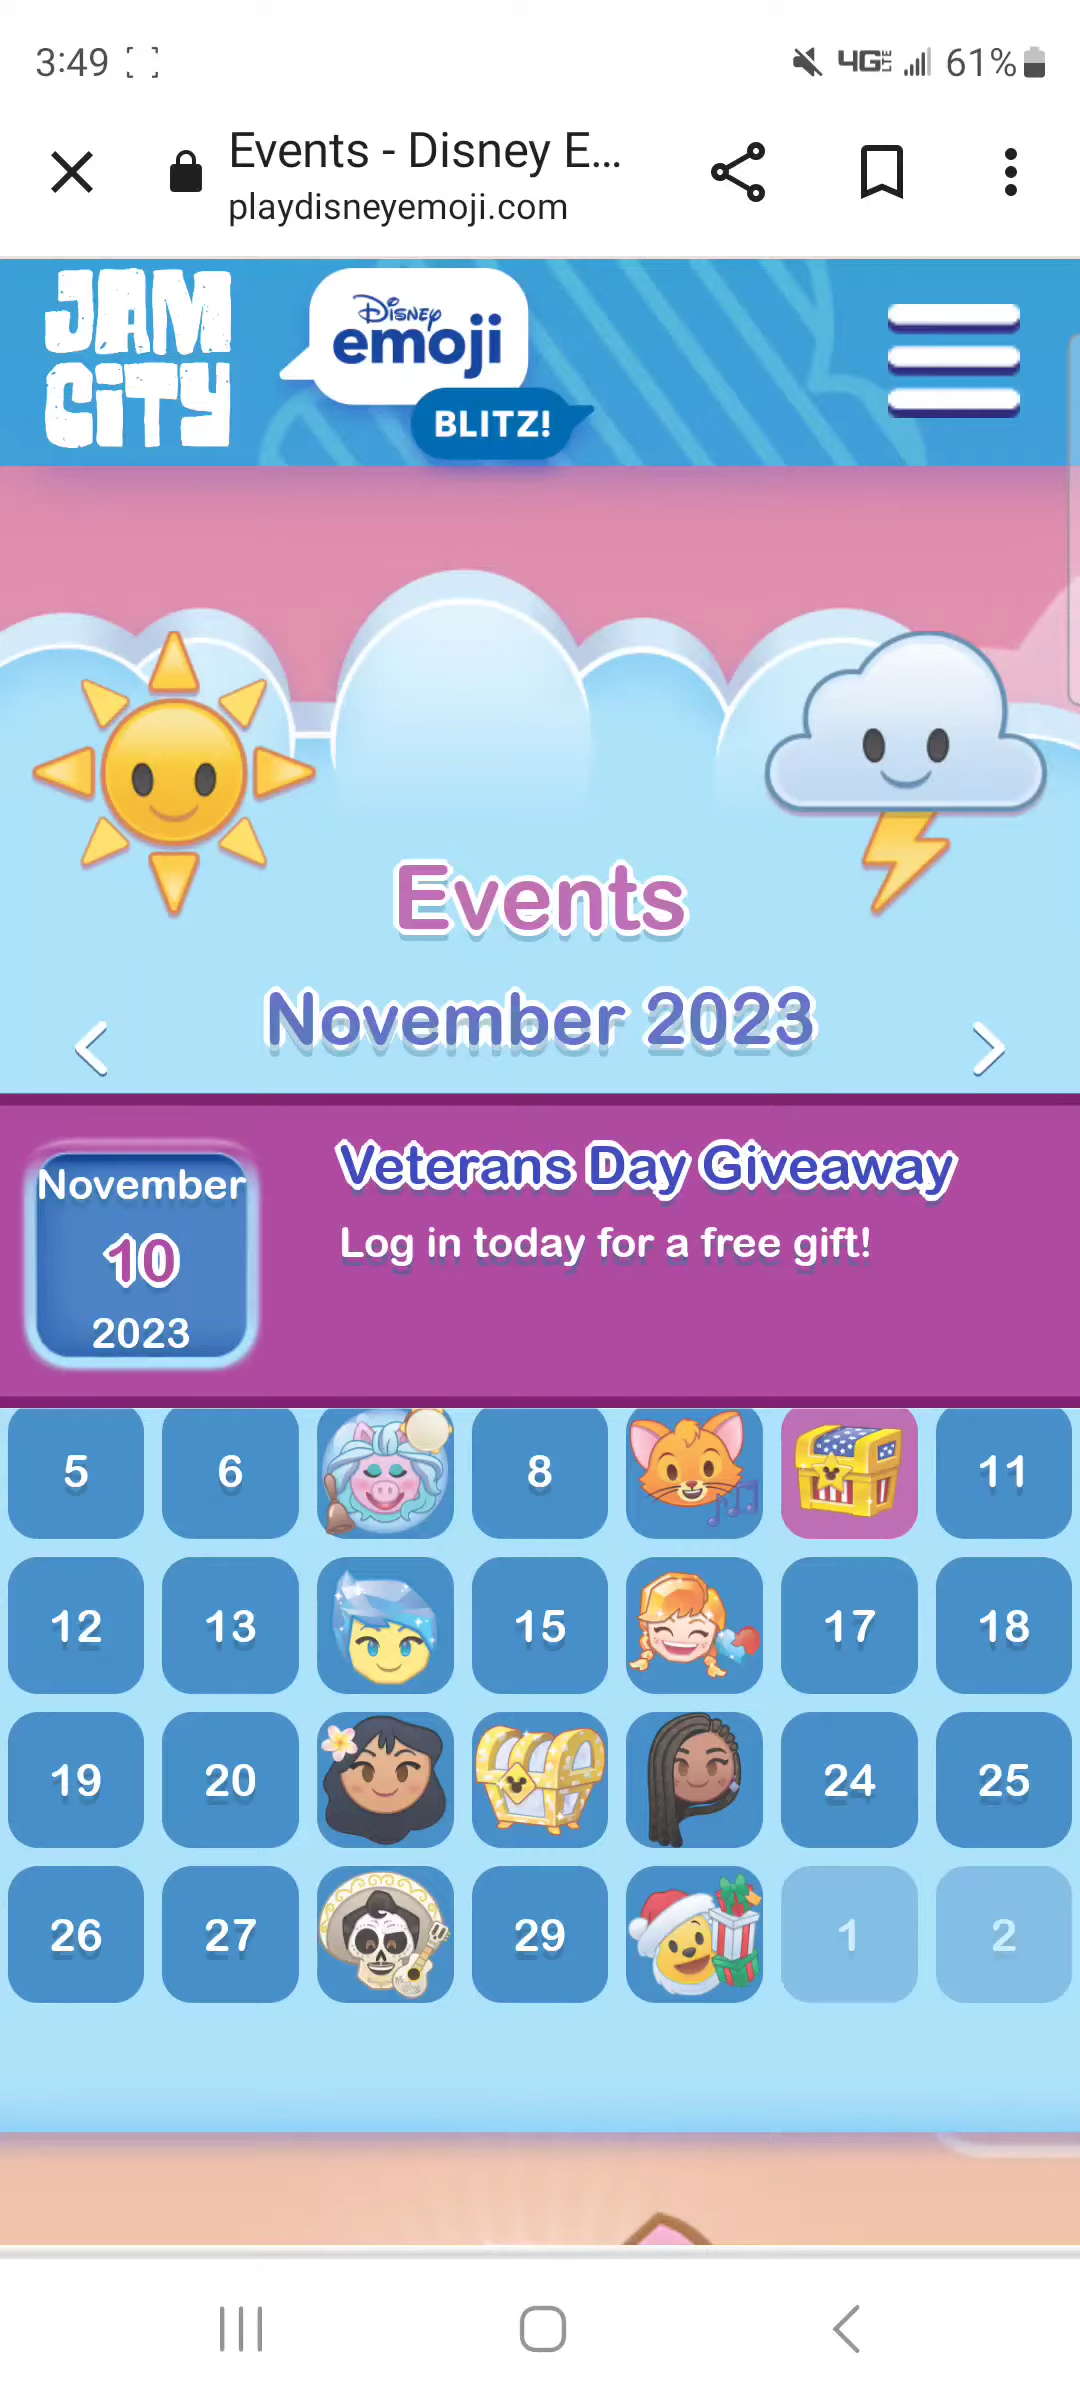 3:49
4G LTE 61%
Events - Disney E...
playdisneyemoji.com
JAM
CITY
Disney
emoji
BLITZ!
Events
November 2023
November
10
2023
Veterans Day Giveaway
Log in today for a free gift!
5 6 8 11
12 13 15 17 18
19 20 24 25
26 27 29 1 2